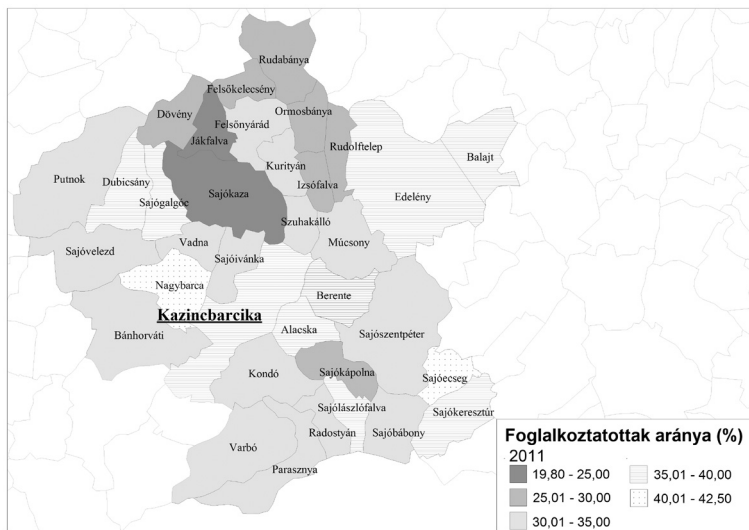 Rudabánya
Felsőkelecsény
Dövény
Ormosbánya
Felsőnyárád
Jákfalva
Rudolftelep
Balajt
Kurityán
Putnok
Dubicsány
Izsófalva
Sajókaza
Edelény
Sajógalgóc
Szuhakálló
Múcsony
Vadna
Sajóvelezd
Sajóivánka
Nagybarca
Berente
Kazincbarcika
Alacska
Sajószentpéter
Bánhorváti
Kondó
Sajókápolna
Sajóecseg
Sajólászlófalva
Sajókeresztúr
Radostyán
Sajóbábony
Varbó
Parasznya
Foglalkoztatottak aránya (%)
2011
19,80 - 25,00
35,01 - 40,00
25,01 - 30,00
40,01 - 42,50
30,01 - 35,00